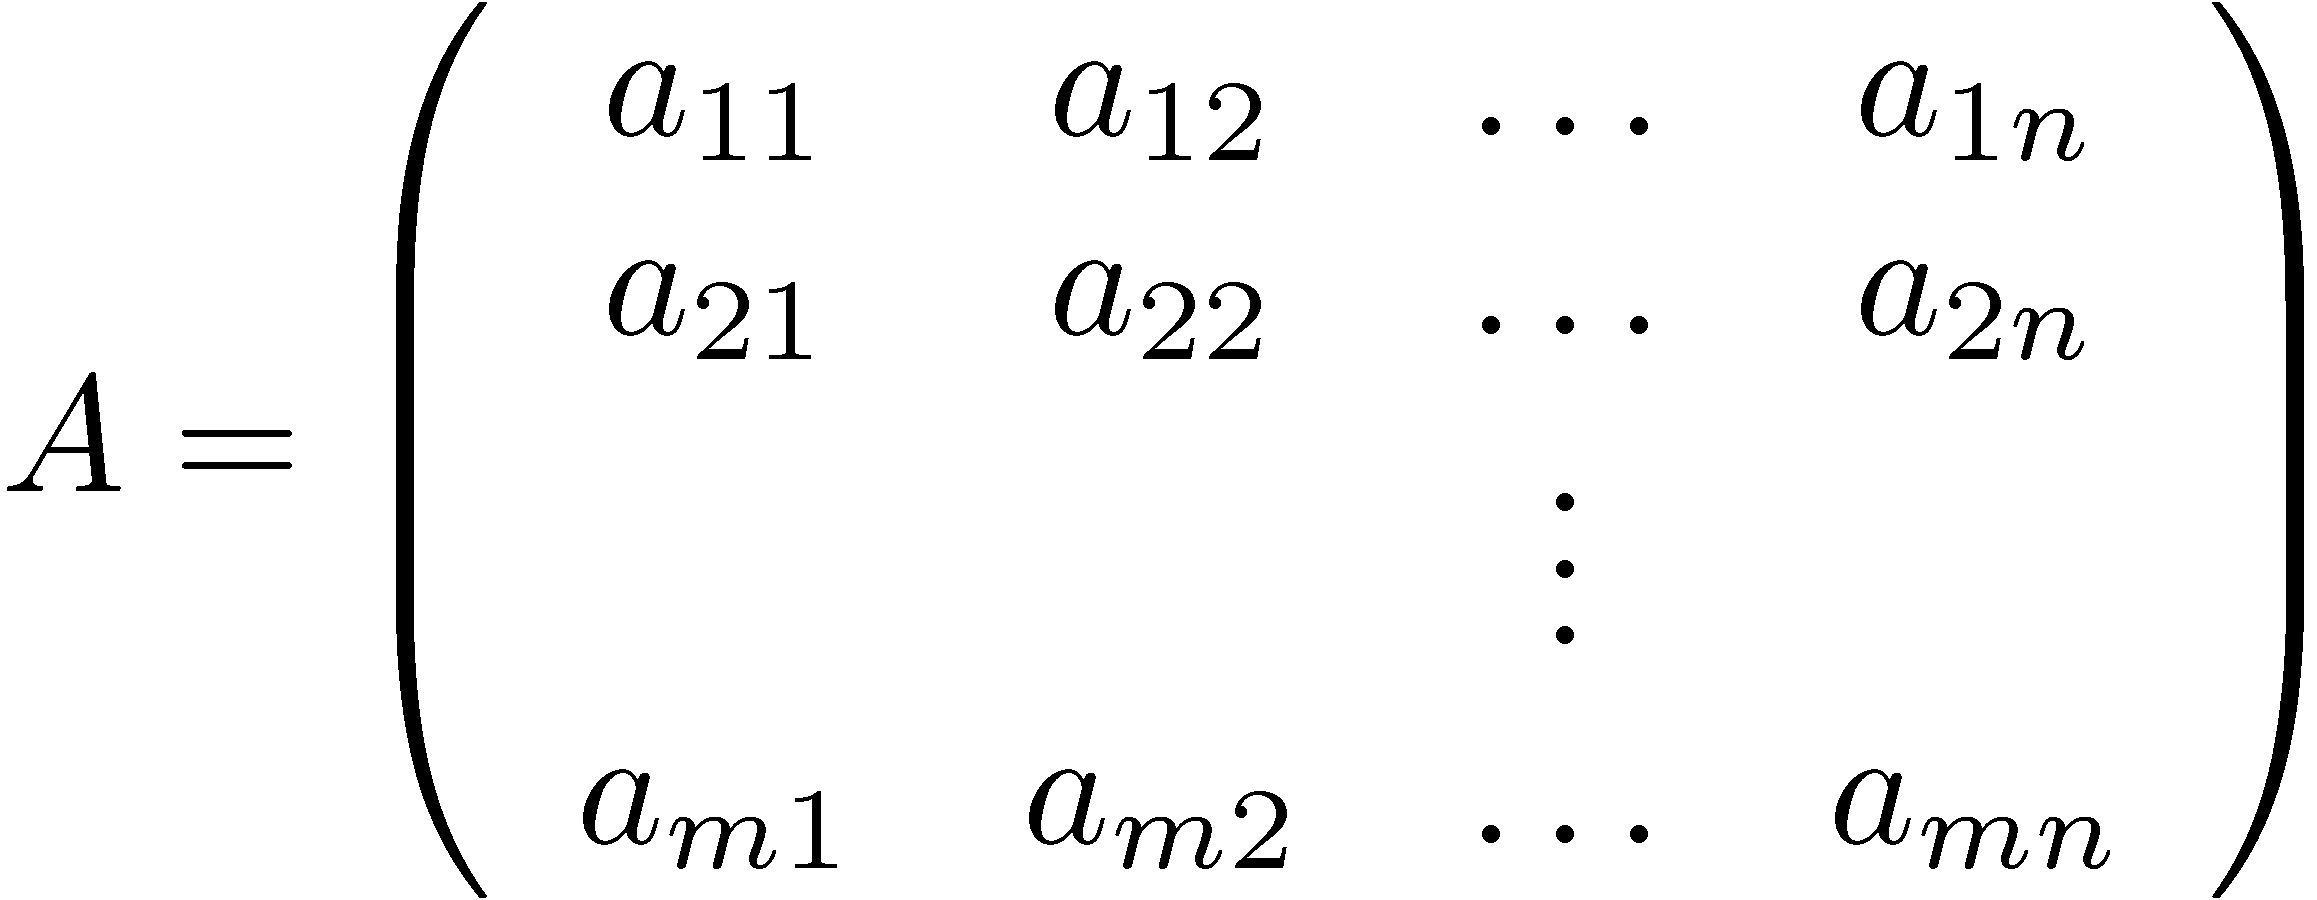 a₁₁ a₁₂ ⋯ a₁ₙ
a₂₁ a₂₂ ⋯ a₂ₙ
A = ( ⋮ )
aₘ₁ aₘ₂ ⋯ aₘₙ